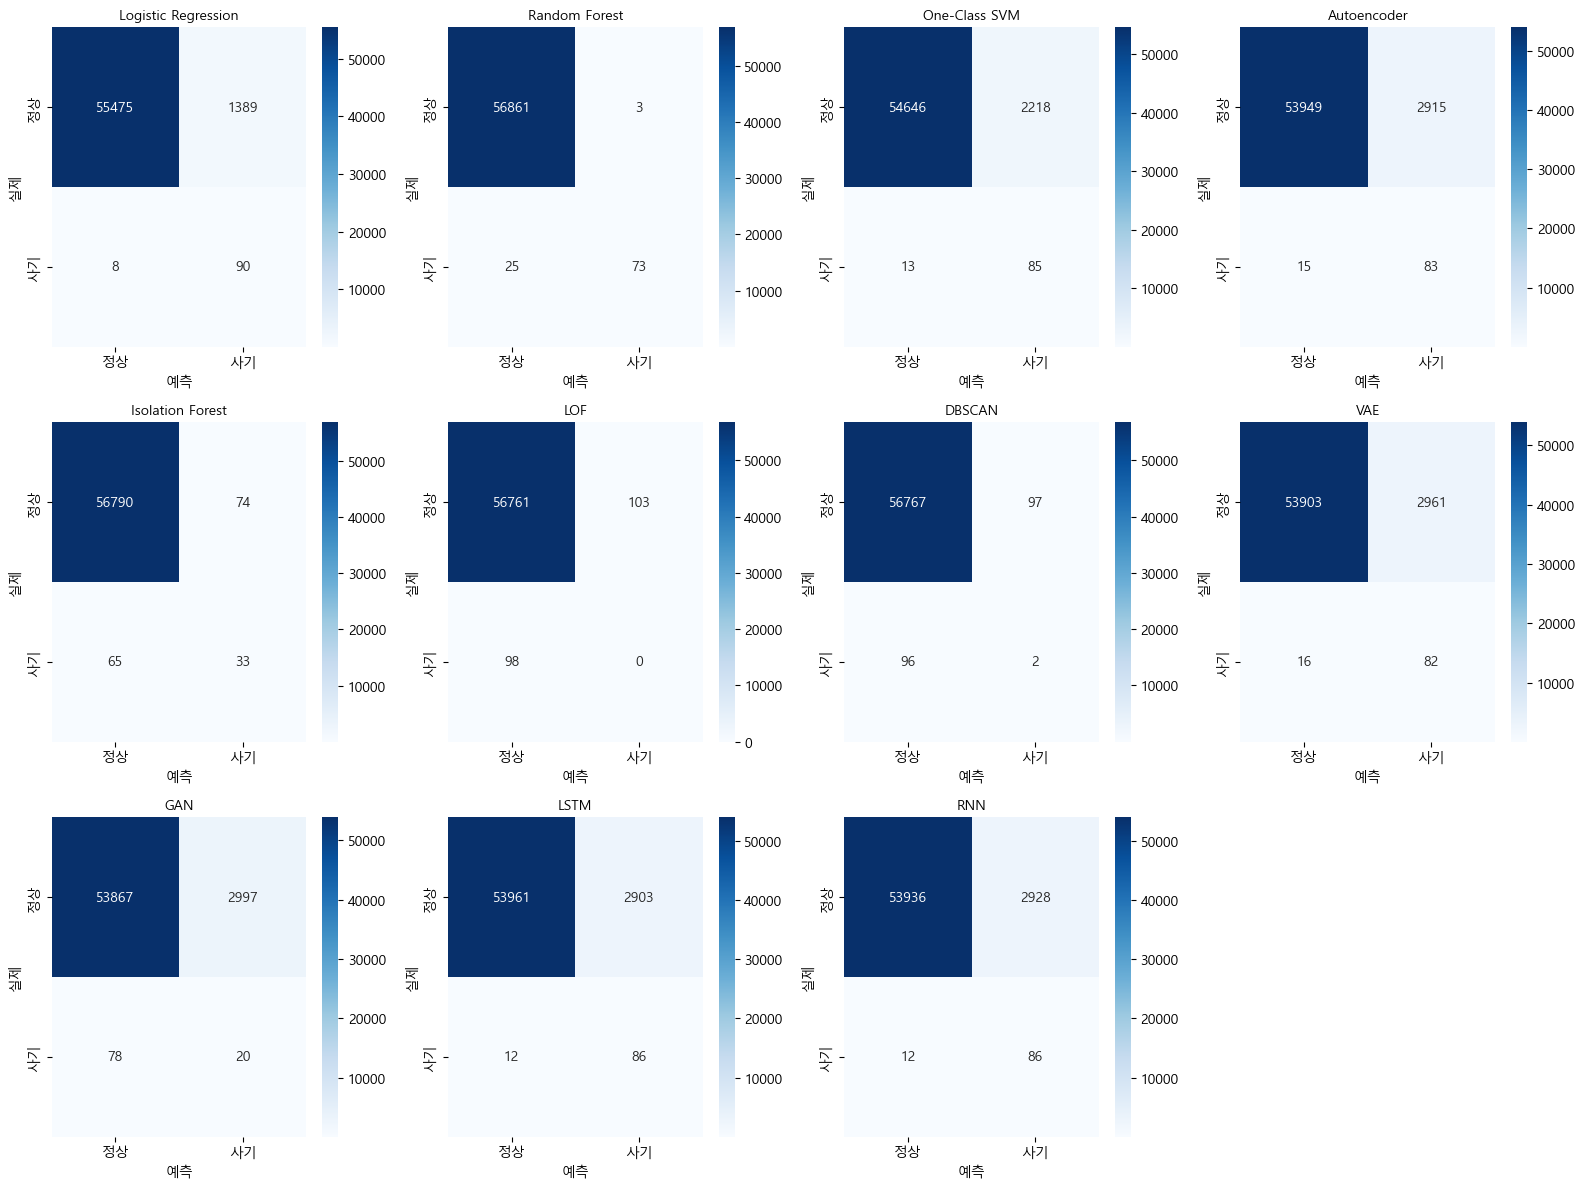 Logistic Regression
정상
사기
실제
55475 1389
8 90
정상 사기
예측
50000
40000
30000
20000
10000
Random Forest
정상
사기
실제
56861 3
25 73
정상 사기
예측
50000
40000
30000
20000
10000
One-Class SVM
정상
사기
실제
54646 2218
13 85
정상 사기
예측
50000
40000
30000
20000
10000
Autoencoder
정상
사기
실제
53949 2915
15 83
정상 사기
예측
50000
40000
30000
20000
10000
Isolation Forest
정상
사기
실제
56790 74
65 33
정상 사기
예측
50000
40000
30000
20000
10000
LOF
정상
사기
실제
56761 103
98 0
정상 사기
예측
50000
40000
30000
20000
10000
0
DBSCAN
정상
사기
실제
56767 97
96 2
정상 사기
예측
50000
40000
30000
20000
10000
VAE
정상
사기
실제
53903 2961
16 82
정상 사기
예측
50000
40000
30000
20000
10000
GAN
정상
사기
실제
53867 2997
78 20
정상 사기
예측
50000
40000
30000
20000
10000
LSTM
정상
사기
실제
53961 2903
12 86
정상 사기
예측
50000
40000
30000
20000
10000
RNN
정상
사기
실제
53936 2928
12 86
정상 사기
예측
50000
40000
30000
20000
10000